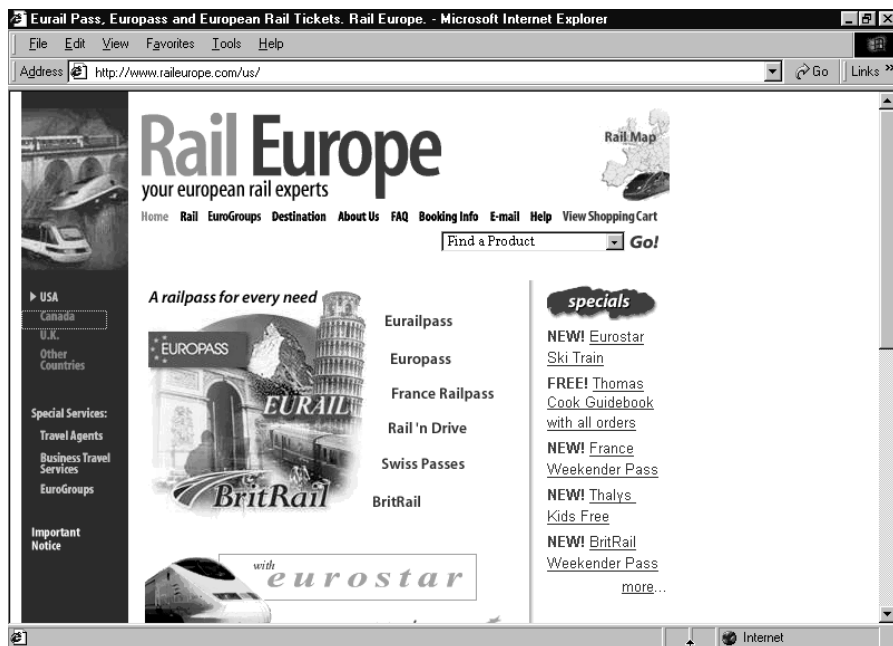 Eurail Pass, Europass and European Rail Tickets. Rail Europe. - Microsoft Internet Explorer
File Edit View Favorites Tools Help
Address http://www.raileurope.com/us/ Go Links »
Rail Europe
your european rail experts
Rail Map
Home Rail EuroGroups Destination About Us FAQ Booking Info E-mail Help View Shopping Cart
Find a Product Go!
USA
Canada
U.K.
Other
Countries
Special Services:
Travel Agents
Business Travel
Services
EuroGroups
Important
Notice
A railpass for every need
EUROPASS
EURAIL
BritRail
Eurailpass
Europass
France Railpass
Rail 'n Drive
Swiss Passes
BritRail
with
eurostar
specials
NEW! Eurostar
Ski Train
FREE! Thomas
Cook Guidebook
with all orders
NEW! France
Weekender Pass
NEW! Thalys
Kids Free
NEW! BritRail
Weekender Pass
more...
Internet